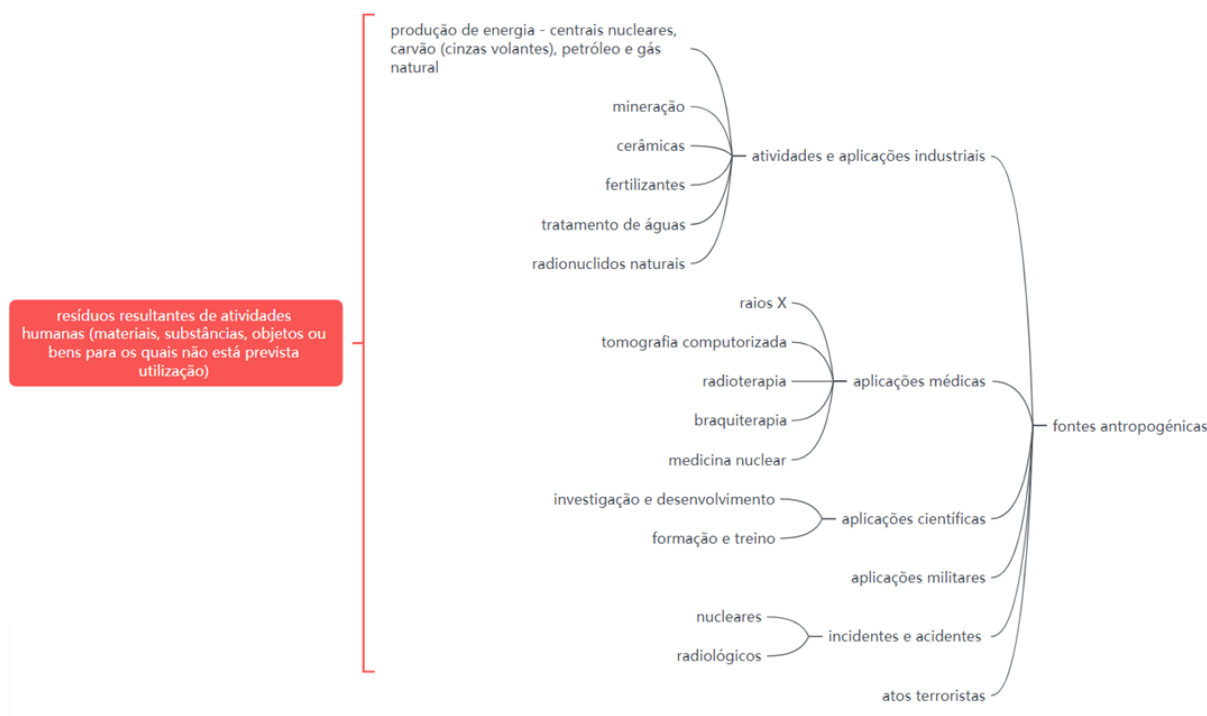 produção de energia - centrais nucleares,
carvão (cinzas volantes), petróleo e gás
natural
mineração
cerâmicas
atividades e aplicações industriais
fertilizantes
tratamento de águas
radionuclidos naturais
raios X
resíduos resultantes de atividades
humanas (materiais, substâncias, objetos ou
bens para os quais não está prevista
utilização)
tomografia computorizada
radioterapia
aplicações médicas
braquiterapia
fontes antropogénicas
medicina nuclear
investigação e desenvolvimento
aplicações científicas
formação e treino
aplicações militares
nucleares
incidentes e acidentes
radiológicos
atos terroristas